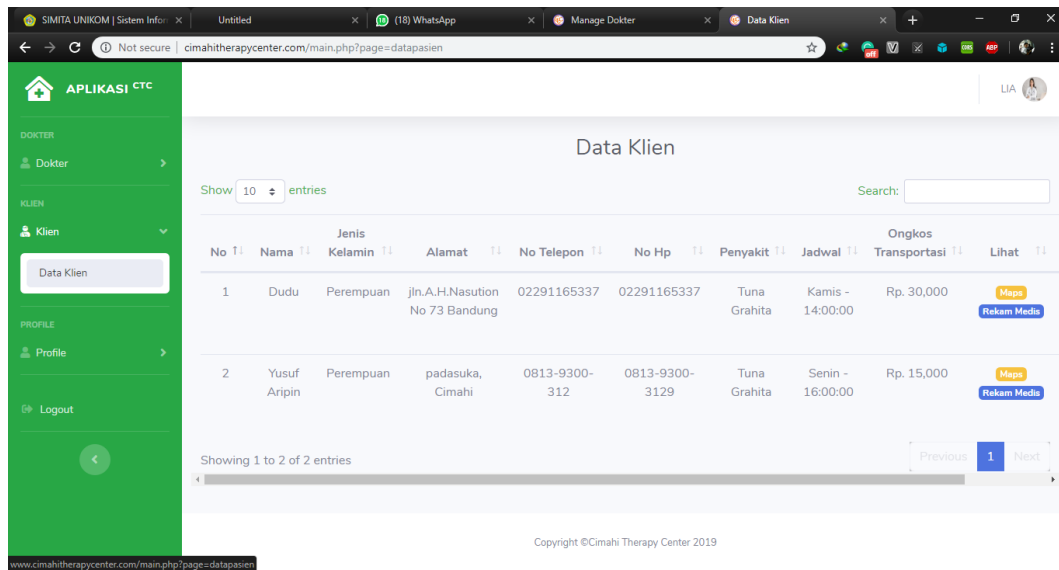 SIMITA UNIKOM | Sistem Infor
Untitled
(18) WhatsApp
Manage Dokter
Data Klien
Not secure | cimahitherapycenter.com/main.php?page=datapasien
off
CORS
ABP
APLIKASI CTC
LIA
DOKTER
Dokter
KLIEN
Klien
Data Klien
PROFILE
Profile
Logout
Data Klien
Show 10 entries
Search:
No Nama Jenis Kelamin Alamat No Telepon No Hp Penyakit Jadwal Ongkos Transportasi Lihat
1 Dudu Perempuan jln.A.H.Nasution 02291165337 02291165337 Tuna Kamis - Rp. 30,000 Maps
No 73 Bandung Grahita 14:00:00 Rekam Medis
2 Yusuf Perempuan padasuka, 0813-9300- 0813-9300- Tuna Senin - Rp. 15,000 Maps
Aripin Cimahi 312 3129 Grahita 16:00:00 Rekam Medis
Showing 1 to 2 of 2 entries
Previous 1 Next
Copyright ©Cimahi Therapy Center 2019
www.cimahitherapycenter.com/main.php?page=datapasien